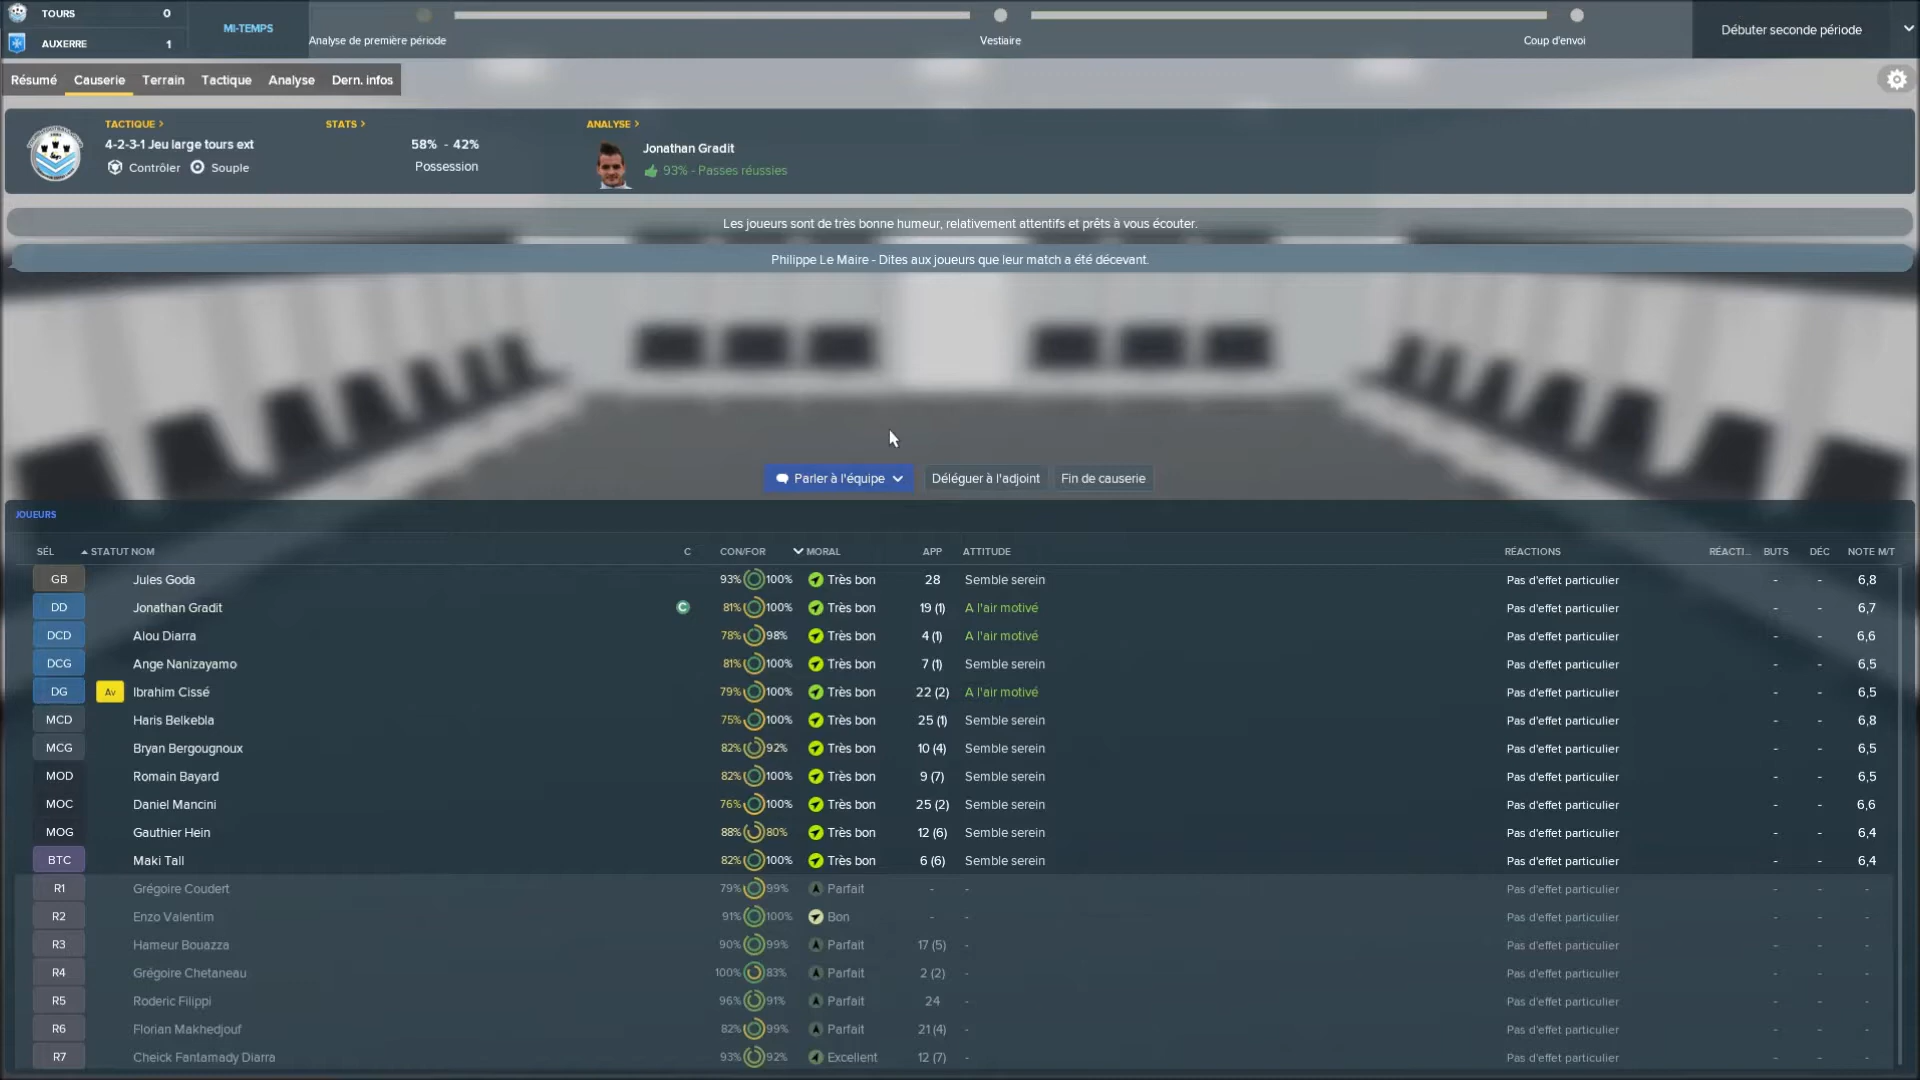 TOURS 0
AUXERRE 1
MI-TEMPS
Analyse de première période
Vestiaire
Coup d'envoi
Débuter seconde période
Résumé Causerie Terrain Tactique Analyse Dern. infos
TACTIQUE >
4-2-3-1 Jeu large tours ext
Contrôler Souple
STATS >
58% - 42%
Possession
ANALYSE >
Jonathan Gradit
93% - Passes réussies
Les joueurs sont de très bonne humeur, relativement attentifs et prêts à vous écouter.
Philippe Le Maire - Dites aux joueurs que leur match a été décevant.
Parler à l'équipe Déléguer à l'adjoint Fin de causerie
JOUEURS
SÉL STATUT NOM C CON/FOR MORAL APP ATTITUDE RÉACTIONS RÉACTI... BUTS DÉC NOTE M/T
GB Jules Goda 93% 100% Très bon 28 Semble serein Pas d'effet particulier - - 6,8
DD Jonathan Gradit C 81% 100% Très bon 19 (1) A l'air motivé Pas d'effet particulier - - 6,7
DCD Alou Diarra 78% 98% Très bon 4 (1) A l'air motivé Pas d'effet particulier - - 6,6
DCG Ange Nanizayamo 81% 100% Très bon 7 (1) Semble serein Pas d'effet particulier - - 6,5
DG Av Ibrahim Cissé 79% 100% Très bon 22 (2) A l'air motivé Pas d'effet particulier - - 6,5
MCD Haris Belkebla 75% 100% Très bon 25 (1) Semble serein Pas d'effet particulier - - 6,8
MCG Bryan Bergougnoux 82% 92% Très bon 10 (4) Semble serein Pas d'effet particulier - - 6,5
MOD Romain Bayard 82% 100% Très bon 9 (7) Semble serein Pas d'effet particulier - - 6,5
MOC Daniel Mancini 76% 100% Très bon 25 (2) Semble serein Pas d'effet particulier - - 6,6
MOG Gauthier Hein 88% 80% Très bon 12 (6) Semble serein Pas d'effet particulier - - 6,4
BTC Maki Tall 82% 100% Très bon 6 (6) Semble serein Pas d'effet particulier - - 6,4
R1 Grégoire Coudert 79% 99% Parfait - - Pas d'effet particulier - - -
R2 Enzo Valentim 91% 100% Bon - - Pas d'effet particulier - - -
R3 Hameur Bouazza 90% 99% Parfait 17 (5) - Pas d'effet particulier - - -
R4 Grégoire Chetaneau 100% 83% Parfait 2 (2) - Pas d'effet particulier - - -
R5 Roderic Filippi 96% 91% Parfait 24 - Pas d'effet particulier - - -
R6 Florian Makhedjouf 82% 99% Parfait 21 (4) - Pas d'effet particulier - - -
R7 Cheick Fantamady Diarra 93% 92% Excellent 12 (7) - Pas d'effet particulier - - -